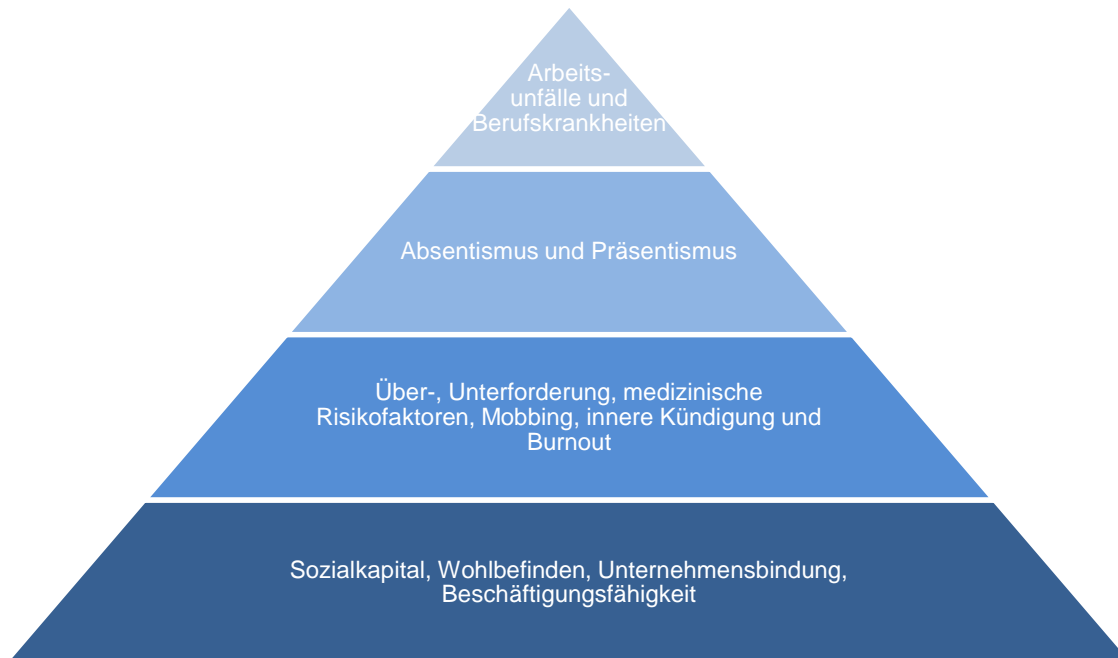 Arbeits-
unfälle und
Berufskrankheiten
Absentismus und Präsentismus
Über-, Unterforderung, medizinische
Risikofaktoren, Mobbing, innere Kündigung und
Burnout
Sozialkapital, Wohlbefinden, Unternehmensbindung,
Beschäftigungsfähigkeit